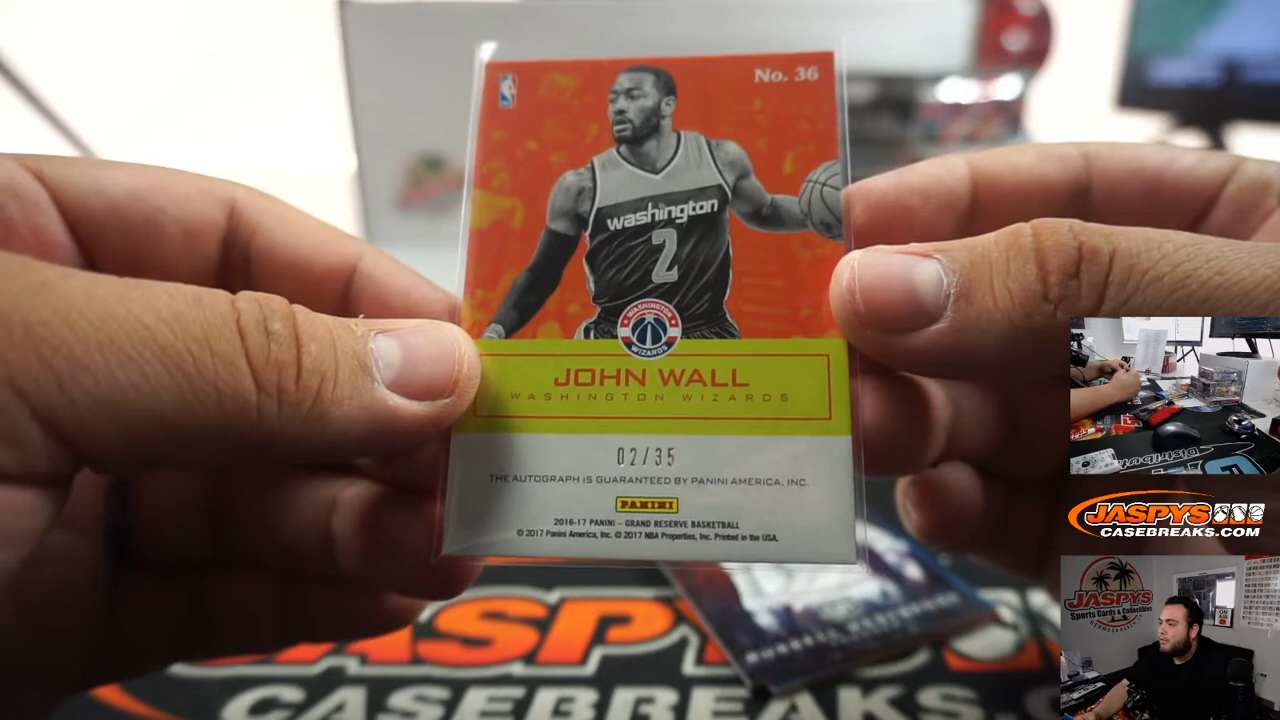 No. 36
washington
2
WASHINGTON
WIZARDS
JOHN WALL
WASHINGTON WIZARDS
02/35
THE AUTOGRAPH IS GUARANTEED BY PANINI AMERICA, INC.
PANINI
2016-17 PANINI – GRAND RESERVE BASKETBALL
© 2017 Panini America, Inc. © 2017 NBA Properties, Inc. Printed in the USA.
JASPYS
CASEBREAKS.C
JASPYS
CASEBREAKS.COM
JASPYS
Sports Cards & Collectibles